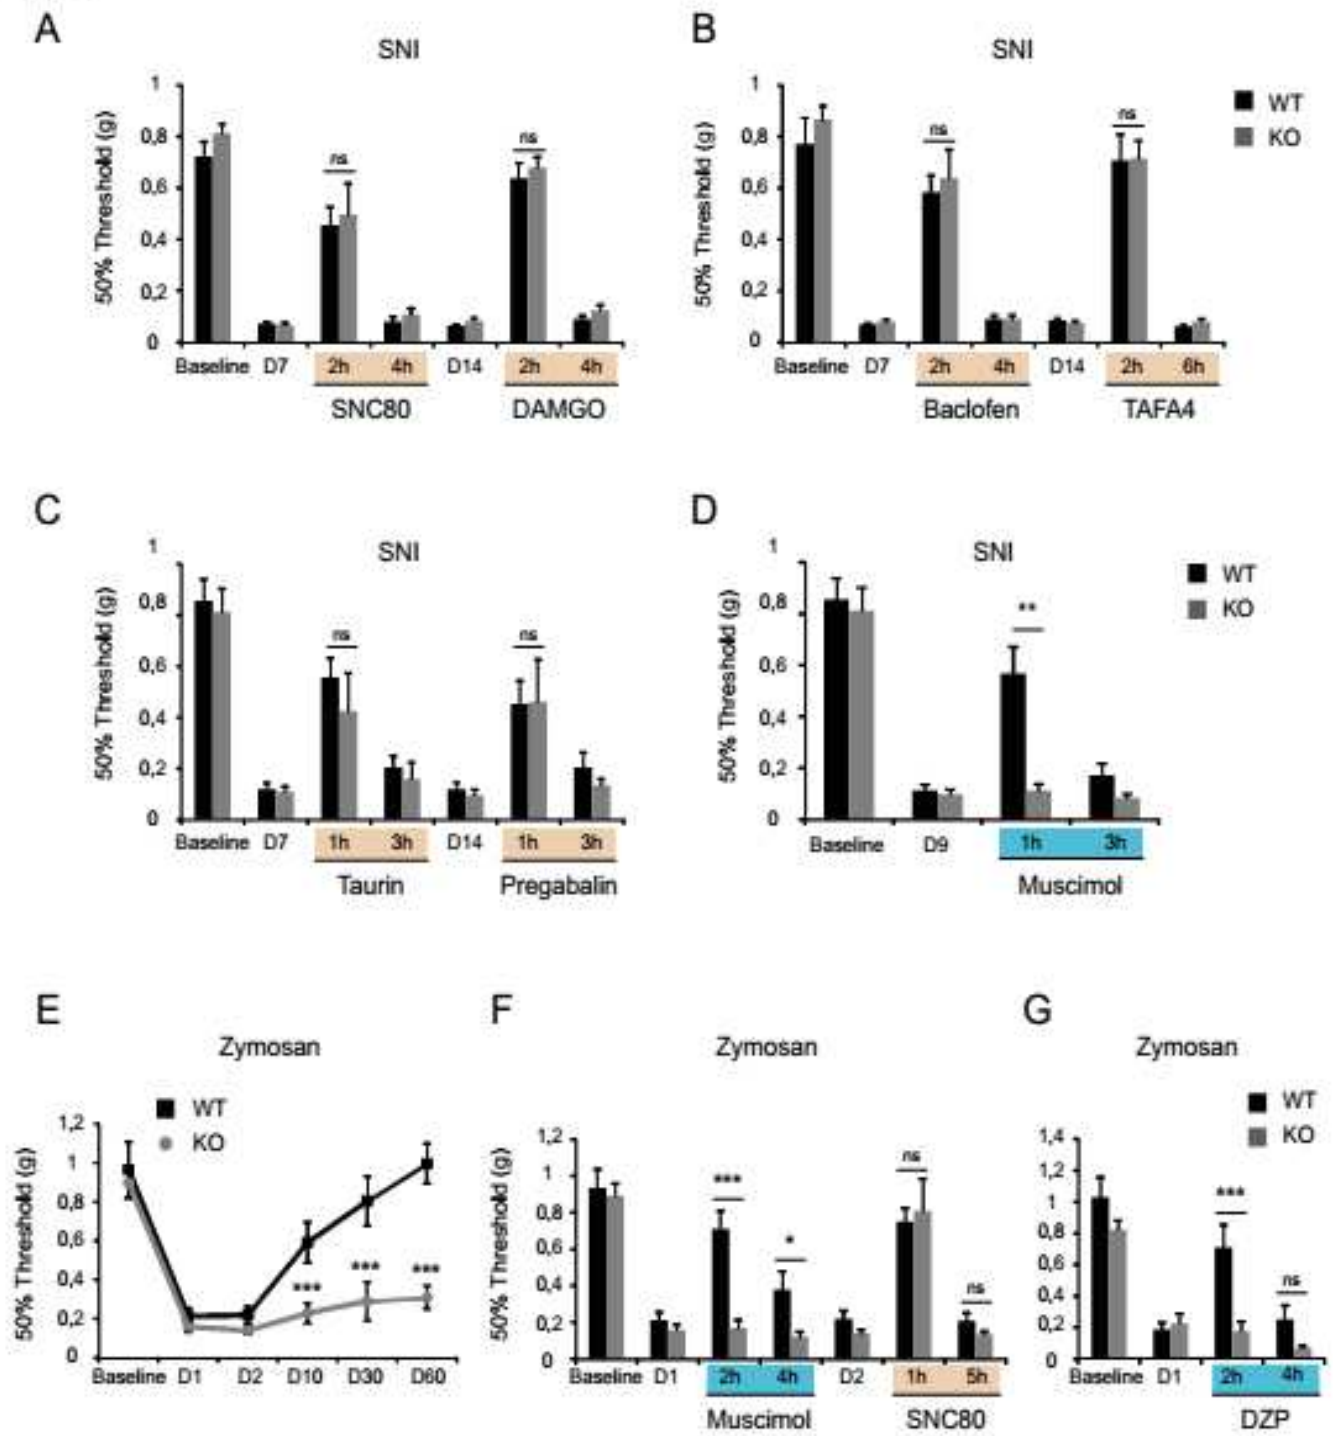 A
SNI
50% Threshold (g)
1
0,8
0,6
0,4
0,2
0
ns
ns
Baseline D7 2h 4h D14 2h 4h
SNC80 DAMGO
B
SNI
50% Threshold (g)
1
0,8
0,6
0,4
0,2
0
ns
ns
WT
KO
Baseline D7 2h 4h D14 2h 6h
Baclofen TAFA4
C
SNI
50% Threshold (g)
1
0,8
0,6
0,4
0,2
0
ns
ns
Baseline D7 1h 3h D14 1h 3h
Taurin Pregabalin
D
SNI
50% Threshold (g)
1
0,8
0,6
0,4
0,2
0
**
WT
KO
Baseline D9 1h 3h
Muscimol
E
Zymosan
WT
KO
50% Threshold (g)
1,2
1
0,8
0,6
0,4
0,2
0
*** *** ***
Baseline D1 D2 D10 D30 D60
F
Zymosan
50% Threshold (g)
1,2
1
0,8
0,6
0,4
0,2
0
***
*
ns
ns
Baseline D1 2h 4h D2 1h 5h
Muscimol SNC80
G
Zymosan
WT
KO
50% Threshold (g)
1,4
1,2
1
0,8
0,6
0,4
0,2
0
***
ns
Baseline D1 2h 4h
DZP